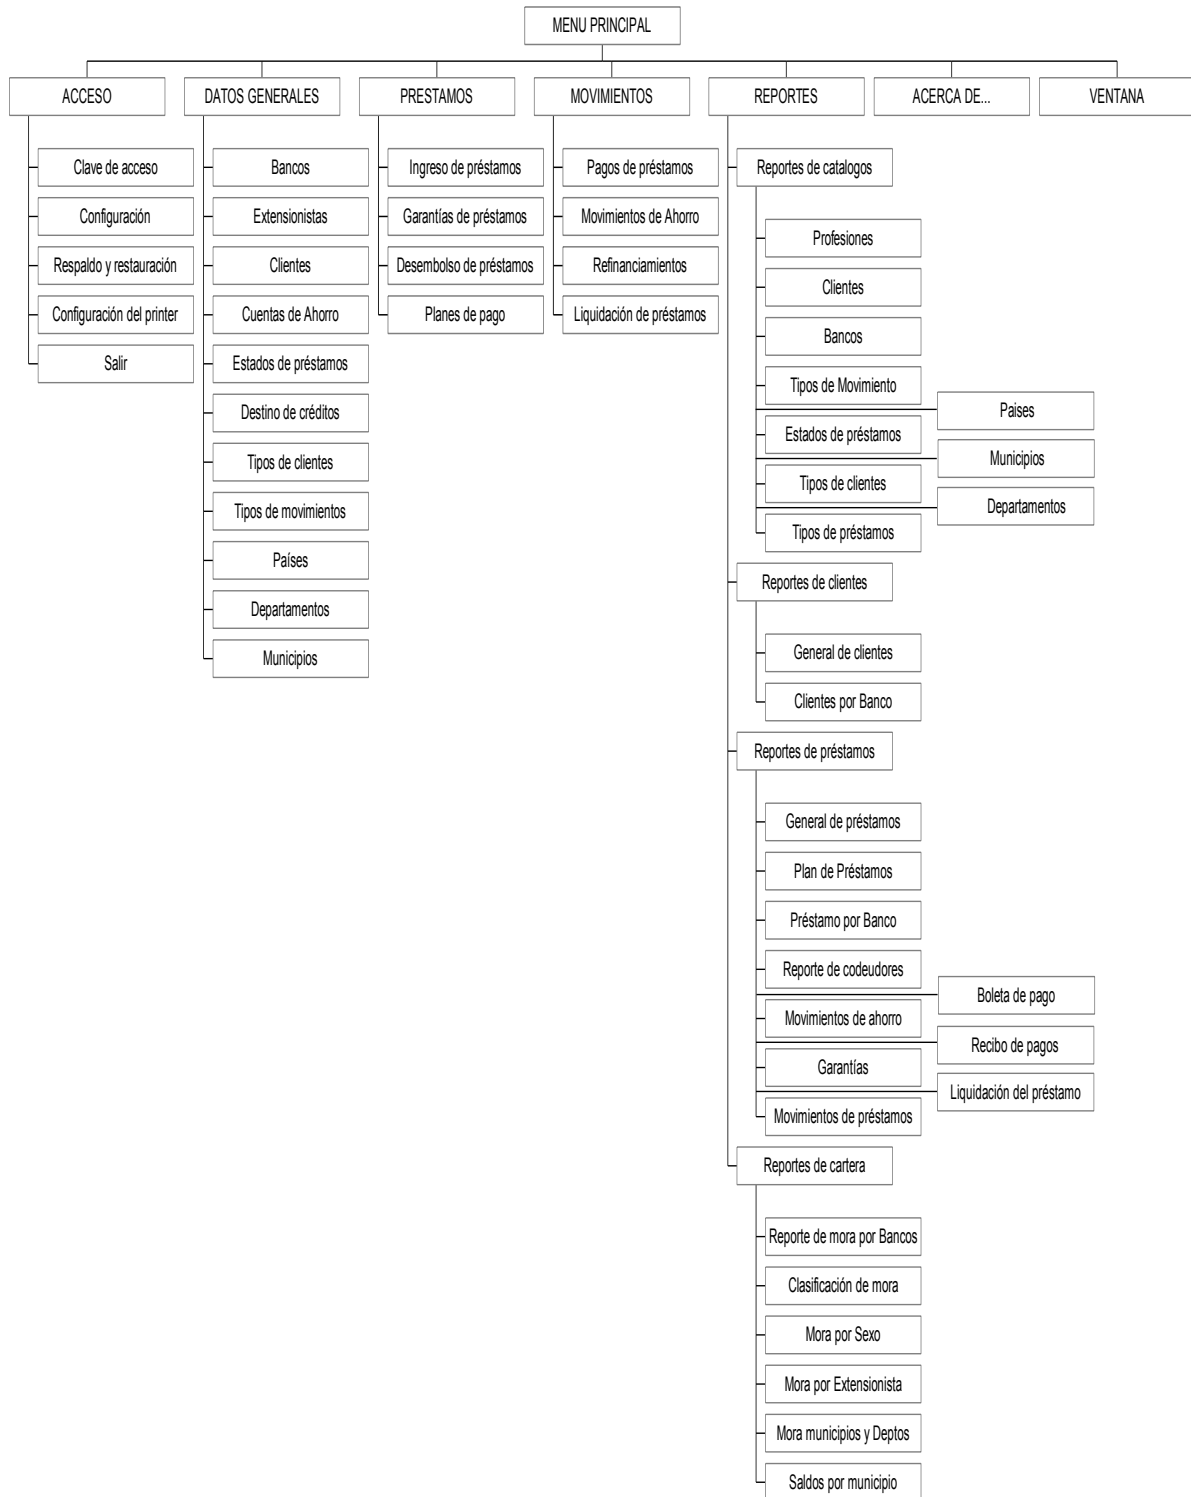 MENU PRINCIPAL
ACCESO
DATOS GENERALES
PRESTAMOS
MOVIMIENTOS
REPORTES
ACERCA DE...
VENTANA
Clave de acceso
Configuración
Respaldo y restauración
Configuración del printer
Salir
Bancos
Extensionistas
Clientes
Cuentas de Ahorro
Estados de préstamos
Destino de créditos
Tipos de clientes
Tipos de movimientos
Países
Departamentos
Municipios
Ingreso de préstamos
Garantías de préstamos
Desembolso de préstamos
Planes de pago
Pagos de préstamos
Movimientos de Ahorro
Refinanciamientos
Liquidación de préstamos
Reportes de catalogos
Profesiones
Clientes
Bancos
Tipos de Movimiento
Paises
Estados de préstamos
Municipios
Tipos de clientes
Departamentos
Tipos de préstamos
Reportes de clientes
General de clientes
Clientes por Banco
Reportes de préstamos
General de préstamos
Plan de Préstamos
Préstamo por Banco
Reporte de codeudores
Boleta de pago
Movimientos de ahorro
Recibo de pagos
Garantías
Liquidación del préstamo
Movimientos de préstamos
Reportes de cartera
Reporte de mora por Bancos
Clasificación de mora
Mora por Sexo
Mora por Extensionista
Mora municipios y Deptos
Saldos por municipio